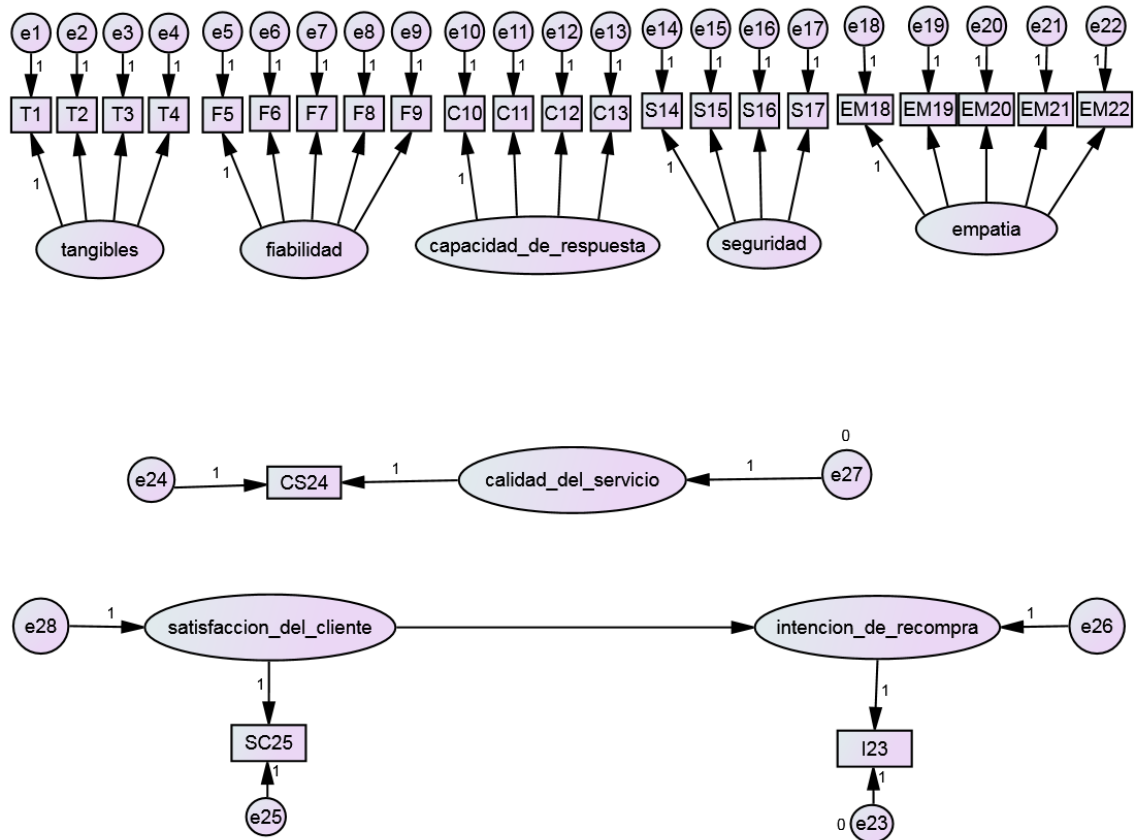 e1 e2 e3 e4 e5 e6 e7 e8 e9 e10 e11 e12 e13 e14 e15 e16 e17 e18 e19 e20 e21 e22
1 1 1 1 1 1 1 1 1 1 1 1 1 1 1 1 1 1 1 1 1 1
T1 T2 T3 T4 F5 F6 F7 F8 F9 C10 C11 C12 C13 S14 S15 S16 S17 EM18 EM19 EM20 EM21 EM22
1 1 1 1 1
tangibles fiabilidad capacidad_de_respuesta seguridad empatia
0
e24 1 CS24 1 calidad_del_servicio 1 e27
e28 1 satisfaccion_del_cliente intencion_de_recompra 1 e26
1 1
SC25 I23
1 1
e25 0 e23